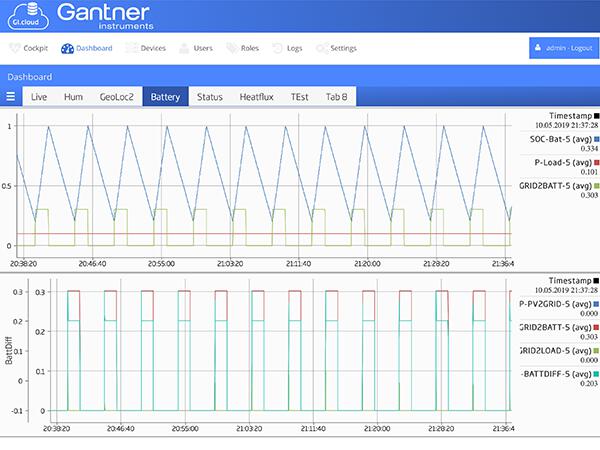 GI.cloud
Gantner
instruments
Cockpit Dashboard Devices Users Roles Logs Settings admin - Logout
Dashboard
Live Hum GeoLoc2 Battery Status Heatflux TEst Tab 8
Timestamp
10.05.2019 21:37:28
SOC-Bat-5 (avg)
0.334
P-Load-5 (avg)
0.101
GRID2BATT-5 (avg)
0.303
1
0.5
0
20:38:20 20:46:40 20:55:00 21:03:20 21:11:40 21:20:00 21:28:20 21:36:4
Timestamp
10.05.2019 21:37:28
P-PV2GRID-5 (avg)
0.000
GRID2BATT-5 (avg)
0.303
GRID2LOAD-5 (avg)
0.000
-BATTDIFF-5 (avg)
0.203
BattDiff
0.3 0.3
0.2 0.2
0.1 0.1
0
-0.1 0
20:38:20 20:46:40 20:55:00 21:03:20 21:11:40 21:20:00 21:28:20 21:36:4